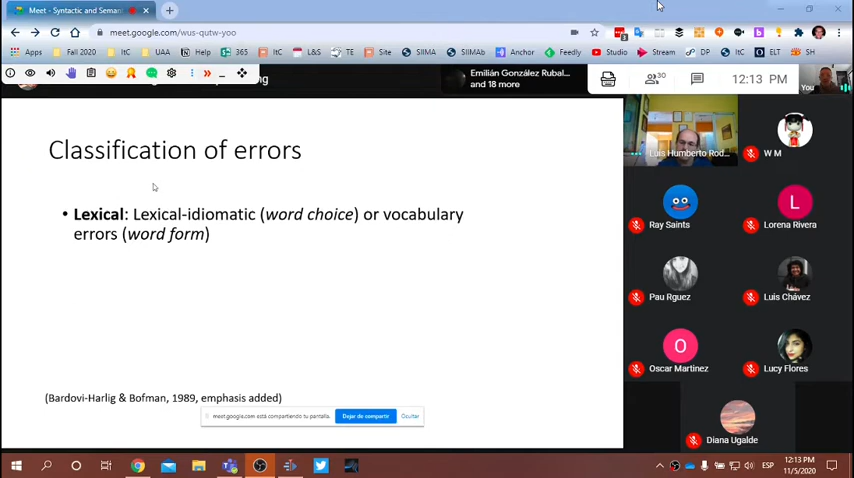 Meet - Syntactic and Semant
meet.google.com/wus-qutw-yoo
Apps
Fall 2020
ItC
UAA
Help
365
ItC
L&S
TE
Site
SIIMA
SIIMAb
Anchor
Feedly
Studio
Stream
DP
ItC
ELT
SH
Emilián González Rubal...
and 18 more
30
12:13 PM
You
Classification of errors
• Lexical: Lexical-idiomatic (word choice) or vocabulary
errors (word form)
(Bardovi-Harlig & Bofman, 1989, emphasis added)
meet.google.com está compartiendo tu pantalla.
Dejar de compartir
Ocultar
Luis Humberto Rod...
W M
Ray Saints
L
Lorena Rivera
Pau Rguez
Luis Chávez
O
Oscar Martinez
Lucy Flores
Diana Ugalde
ESP
12:13 PM
11/5/2020